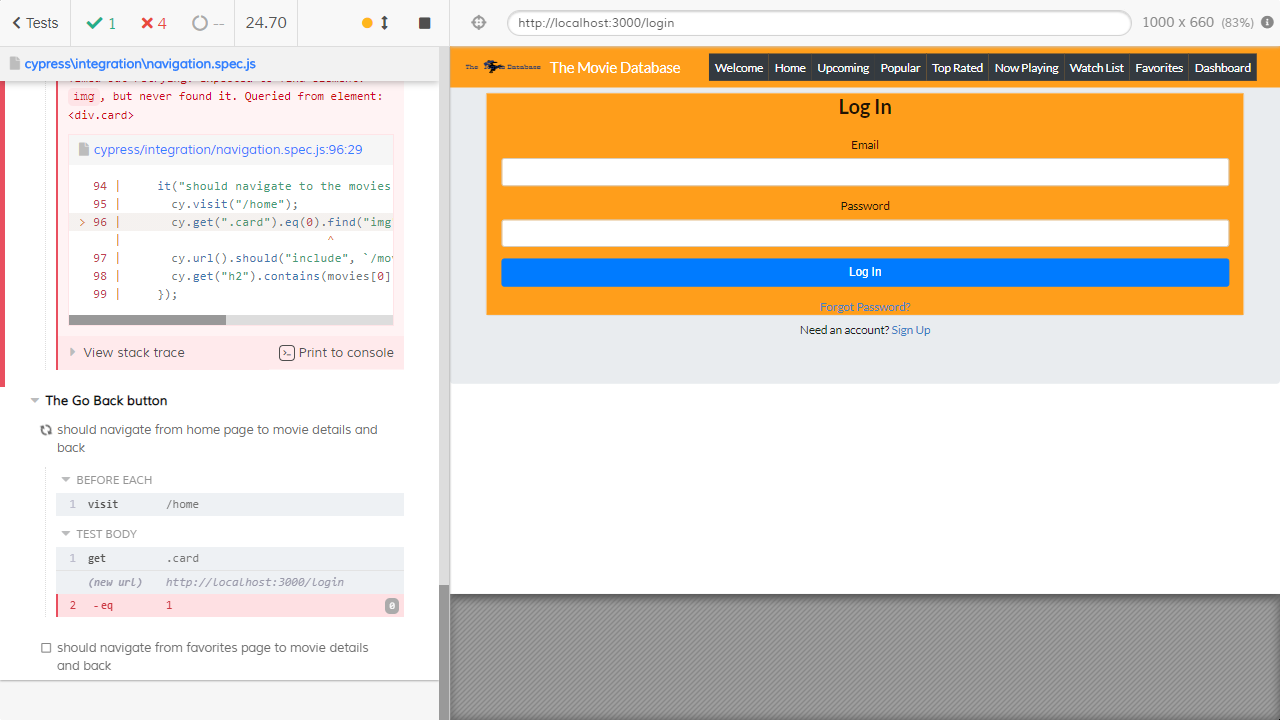 Tests
1
4
--
24.70
http://localhost:3000/login
1000 x 660 (83%)
cypress\integration\navigation.spec.js
img , but never found it. Queried from element:
<div.card>
cypress/integration/navigation.spec.js:96:29
94 | it("should navigate to the movies
95 | cy.visit("/home");
> 96 | cy.get(".card").eq(0).find("img
| ^
97 | cy.url().should("include", `/mov
98 | cy.get("h2").contains(movies[0]
99 | });
View stack trace
Print to console
The Go Back button
should navigate from home page to movie details and
back
BEFORE EACH
1 visit /home
TEST BODY
1 get .card
(new url) http://localhost:3000/login
2 -eq 1 0
should navigate from favorites page to movie details
and back
The Movie Database
Welcome
Home
Upcoming
Popular
Top Rated
Now Playing
Watch List
Favorites
Dashboard
Log In
Email
Password
Log In
Forgot Password?
Need an account? Sign Up